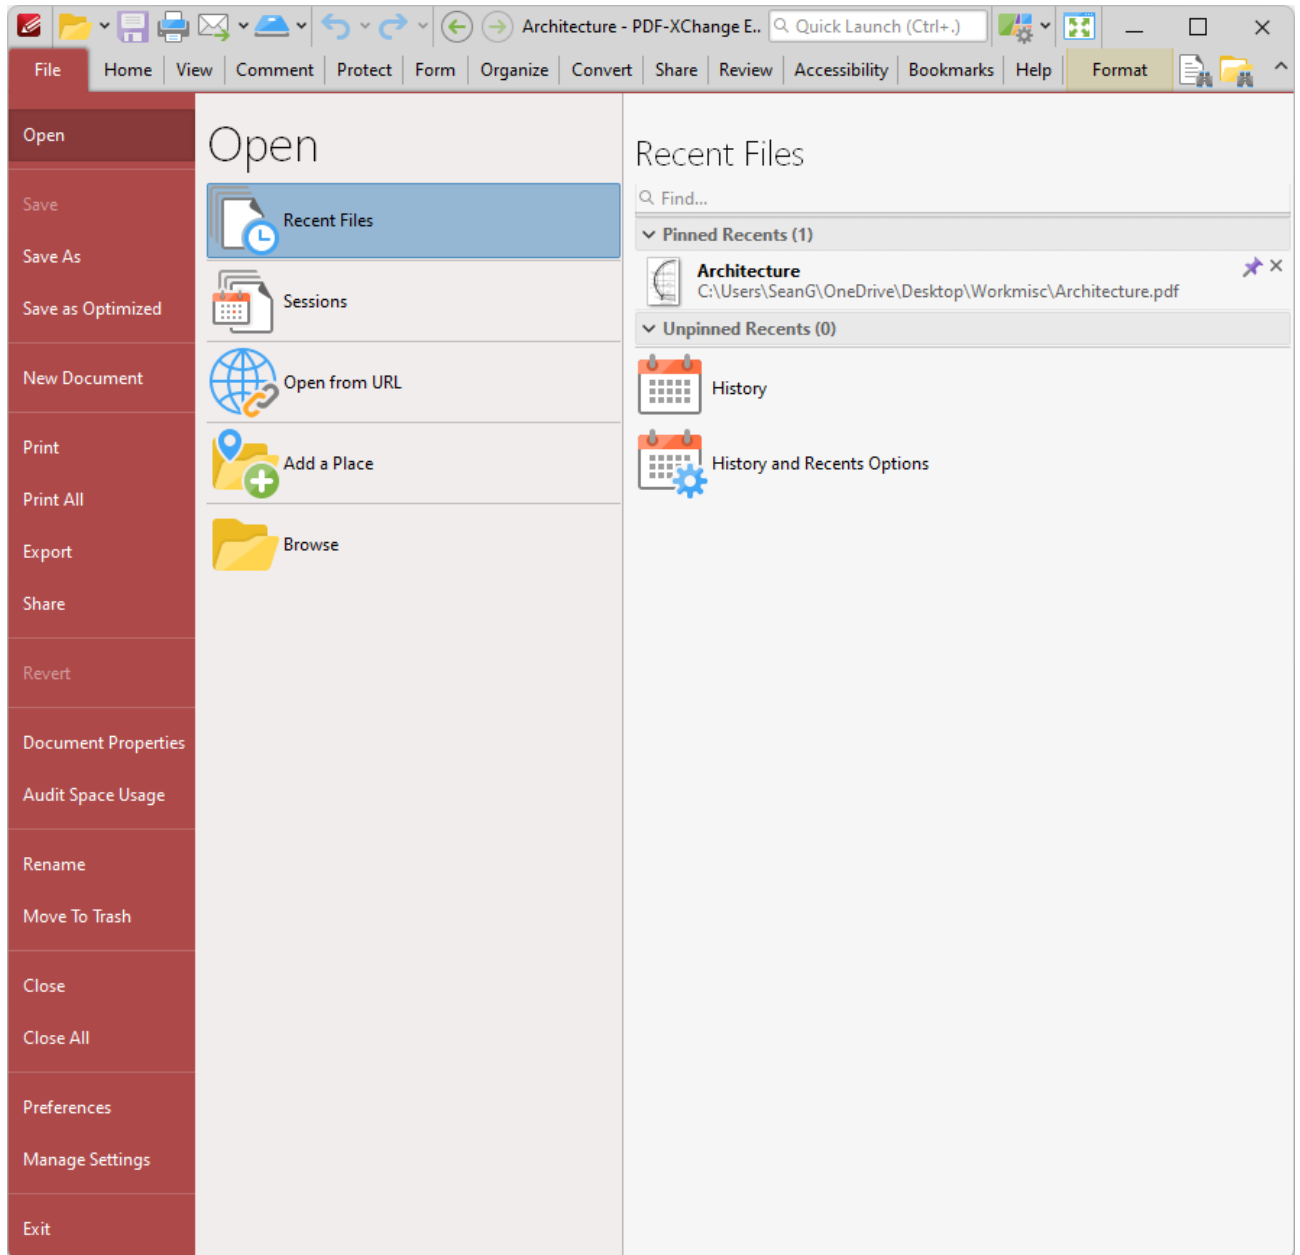 Architecture - PDF-XChange E.. Quick Launch (Ctrl+.)
File Home View Comment Protect Form Organize Convert Share Review Accessibility Bookmarks Help Format
Open
Save
Save As
Save as Optimized
New Document
Print
Print All
Export
Share
Revert
Document Properties
Audit Space Usage
Rename
Move To Trash
Close
Close All
Preferences
Manage Settings
Exit
Open
Recent Files
Sessions
Open from URL
Add a Place
Browse
Recent Files
Find...
Pinned Recents (1)
Architecture
C:\Users\SeanG\OneDrive\Desktop\Workmisc\Architecture.pdf
Unpinned Recents (0)
History
History and Recents Options